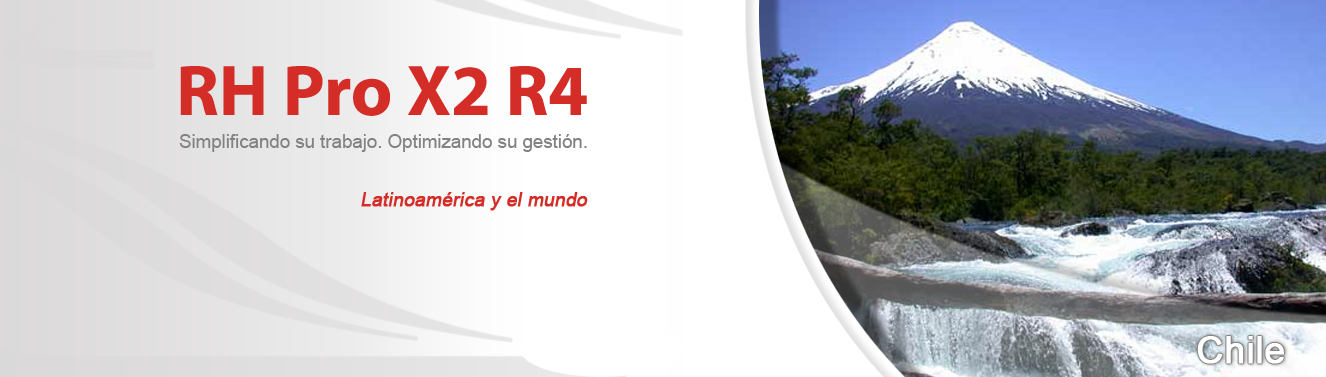 RH Pro X2 R4
Simplificando su trabajo. Optimizando su gestión.
Latinoamérica y el mundo
Chile